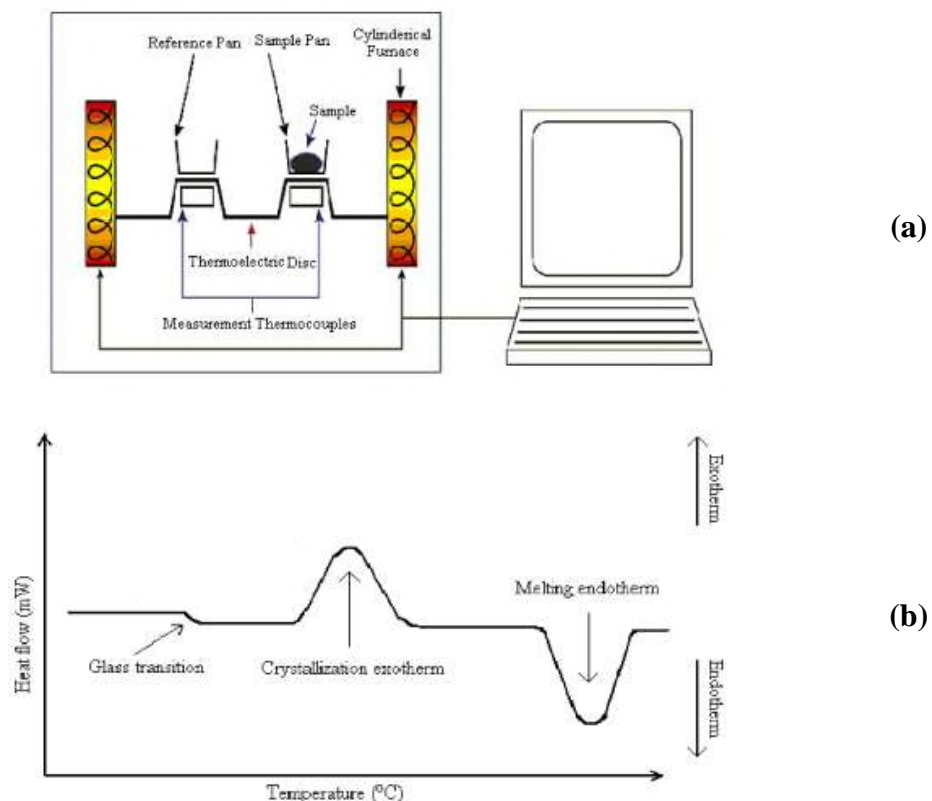 Cylinderical
Furnace
Reference Pan
Sample Pan
Sample
(a)
Thermoelectric Disc
Measurement Thermocouples
Exotherm
Melting endotherm
Heat flow (mW)
(b)
Glass transition
Crystallization exotherm
Endotherm
Temperature (ºC)